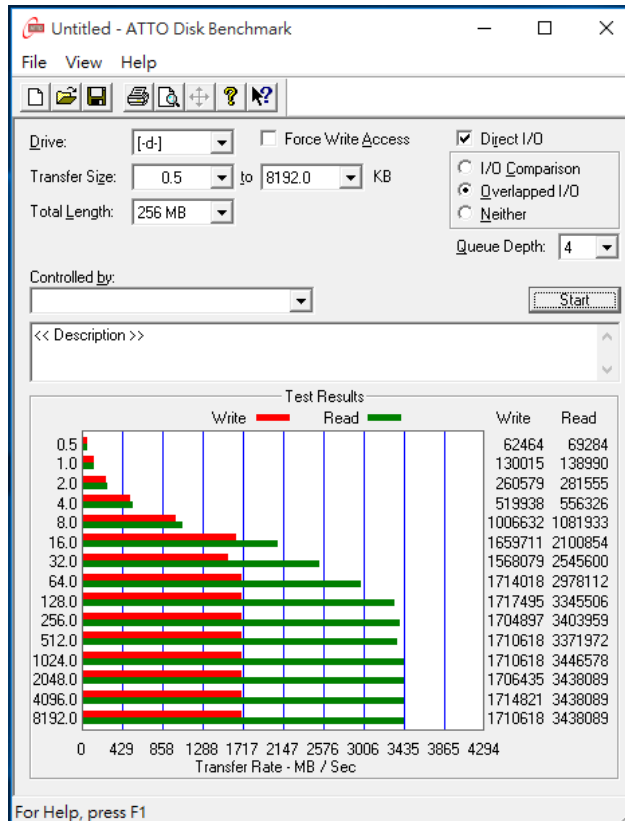 Untitled - ATTO Disk Benchmark
File View Help
Drive: [-d-] Force Write Access Direct I/O
Transfer Size: 0.5 to 8192.0 KB I/O Comparison
Overlapped I/O
Total Length: 256 MB Neither
Queue Depth: 4
Controlled by:
Start
<< Description >>
Test Results
Write Read Write Read
0.5 62464 69284
1.0 130015 138990
2.0 260579 281555
4.0 519938 556326
8.0 1006632 1081933
16.0 1659711 2100854
32.0 1568079 2545600
64.0 1714018 2978112
128.0 1717495 3345506
256.0 1704897 3403959
512.0 1710618 3371972
1024.0 1710618 3446578
2048.0 1706435 3438089
4096.0 1714821 3438089
8192.0 1710618 3438089
0 429 858 1288 1717 2147 2576 3006 3435 3865 4294
Transfer Rate - MB / Sec
For Help, press F1